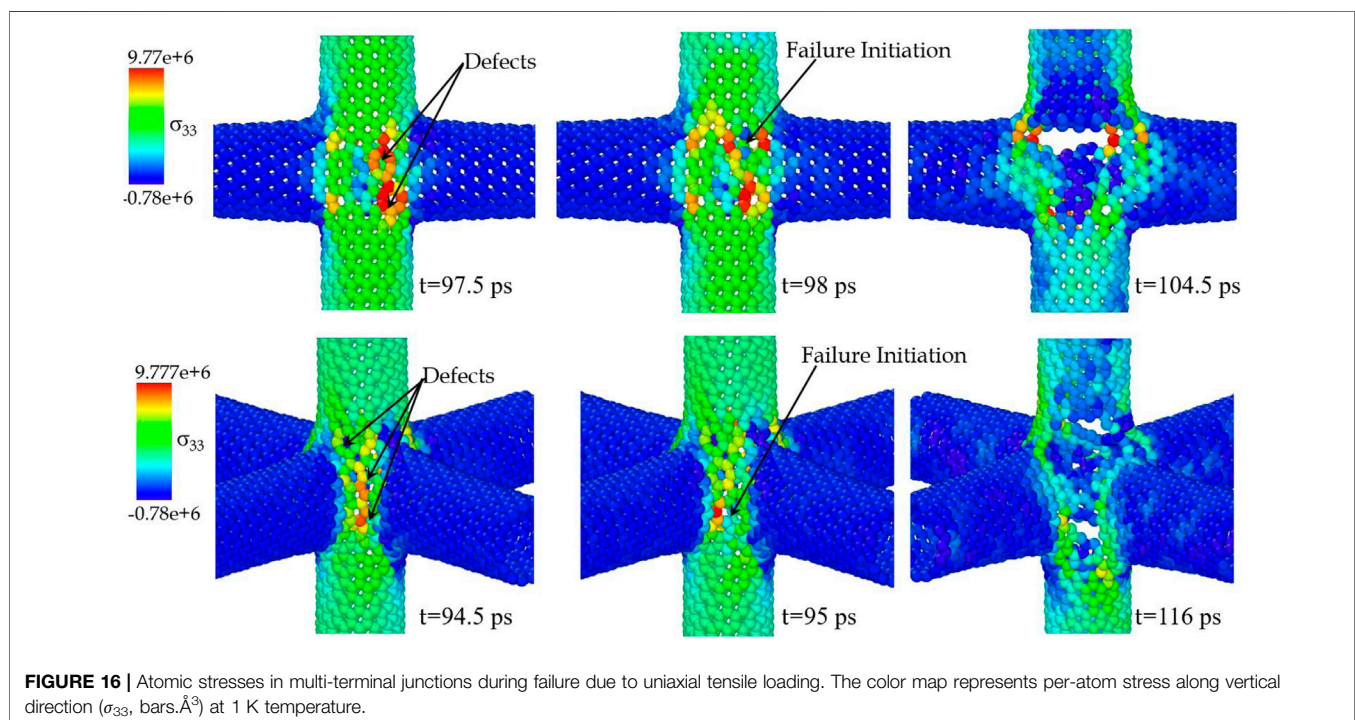 9.77e+6
σ33
-0.78e+6
Defects
t=97.5 ps
Failure Initiation
t=98 ps
t=104.5 ps
9.777e+6
σ33
-0.78e+6
Defects
t=94.5 ps
Failure Initiation
t=95 ps
t=116 ps
FIGURE 16 | Atomic stresses in multi-terminal junctions during failure due to uniaxial tensile loading. The color map represents per-atom stress along vertical
direction (σ33, bars.Å^3) at 1 K temperature.